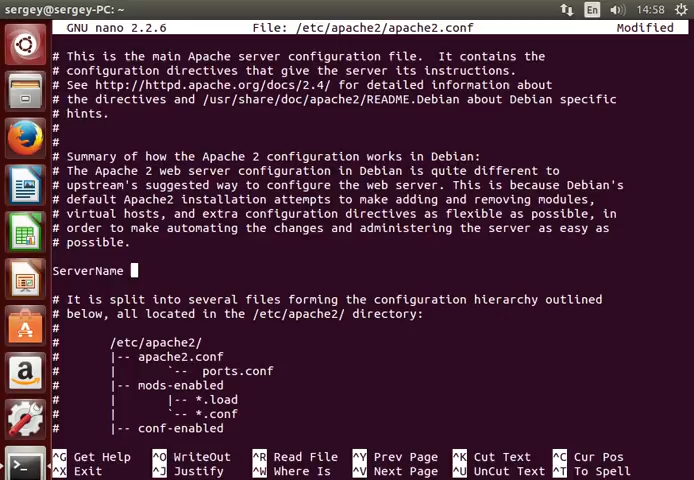 sergey@sergey-PC: ~ En 14:58
GNU nano 2.2.6 File: /etc/apache2/apache2.conf Modified
# This is the main Apache server configuration file.  It contains the
# configuration directives that give the server its instructions.
# See http://httpd.apache.org/docs/2.4/ for detailed information about
# the directives and /usr/share/doc/apache2/README.Debian about Debian specific
# hints.
#
#
# Summary of how the Apache 2 configuration works in Debian:
# The Apache 2 web server configuration in Debian is quite different to
# upstream's suggested way to configure the web server. This is because Debian's
# default Apache2 installation attempts to make adding and removing modules,
# virtual hosts, and extra configuration directives as flexible as possible, in
# order to make automating the changes and administering the server as easy as
# possible.
ServerName
# It is split into several files forming the configuration hierarchy outlined
# below, all located in the /etc/apache2/ directory:
#
#       /etc/apache2/
#       |-- apache2.conf
#       |       `--  ports.conf
#       |-- mods-enabled
#       |       |-- *.load
#       |       `-- *.conf
#       |-- conf-enabled
^G Get Help ^O WriteOut ^R Read File ^Y Prev Page ^K Cut Text ^C Cur Pos
^X Exit ^J Justify ^W Where Is ^V Next Page ^U UnCut Text ^T To Spell